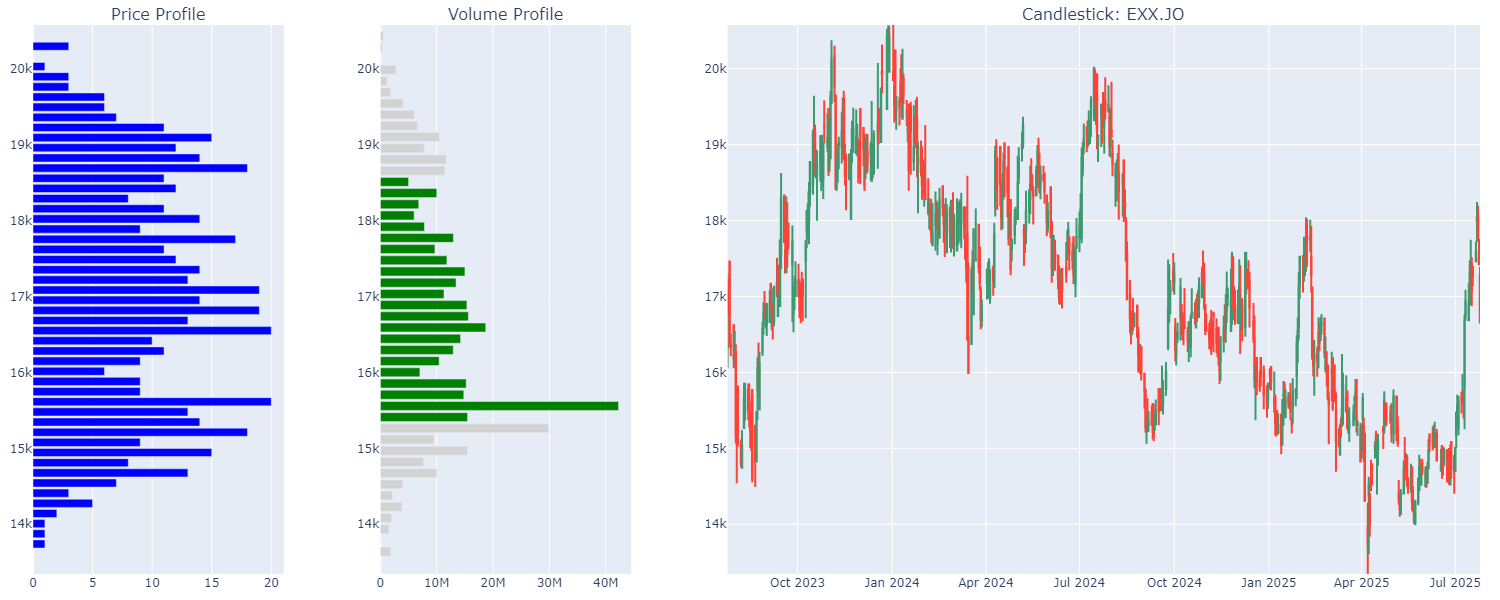 Price Profile
Volume Profile
Candlestick: EXX.JO
20k
19k
18k
17k
16k
15k
14k
0
5
10
15
20
20k
19k
18k
17k
16k
15k
14k
0
10M
20M
30M
40M
20k
19k
18k
17k
16k
15k
14k
Oct 2023
Jan 2024
Apr 2024
Jul 2024
Oct 2024
Jan 2025
Apr 2025
Jul 2025